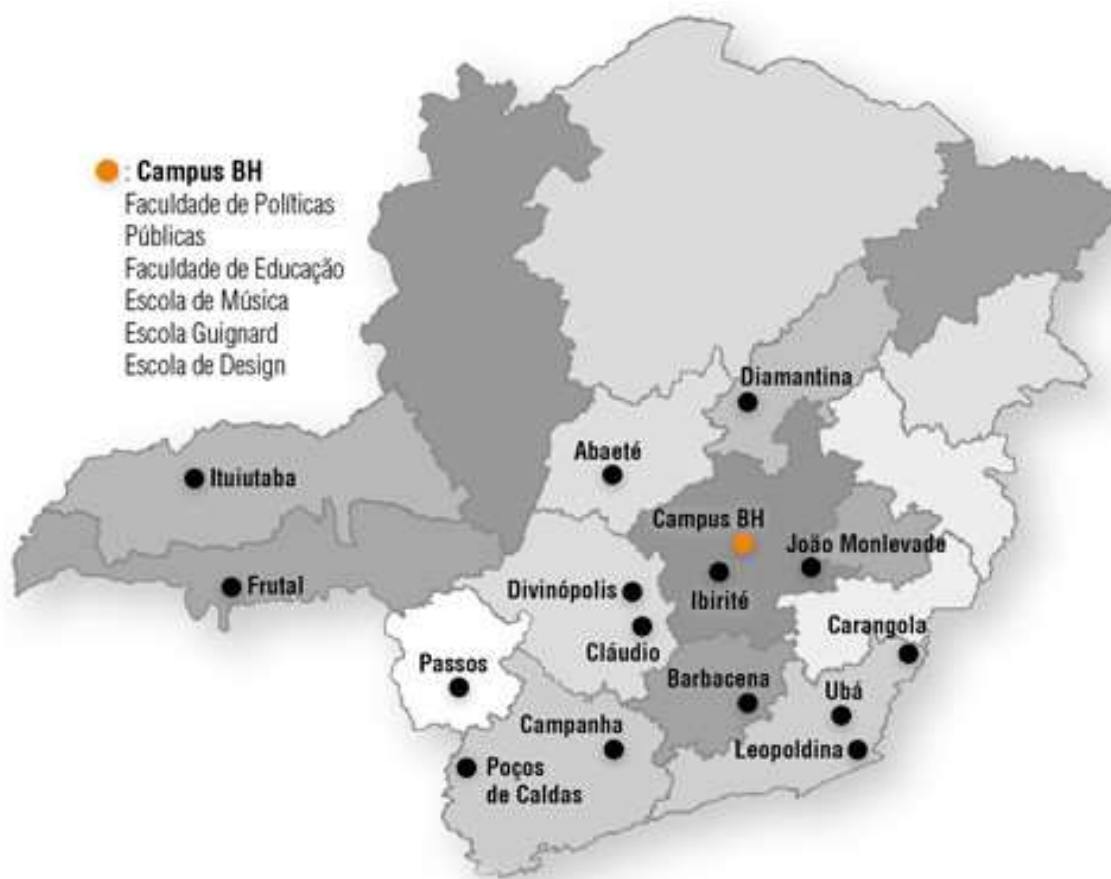 : Campus BH
Faculdade de Políticas
Públicas
Faculdade de Educação
Escola de Música
Escola Guignard
Escola de Design
Diamantina
Abaeté
Ituiutaba
Campus BH
João Monlevade
Frutal
Divinópolis
Ibirité
Cláudio
Carangola
Passos
Barbacena
Ubá
Campanha
Leopoldina
Poços
de Caldas